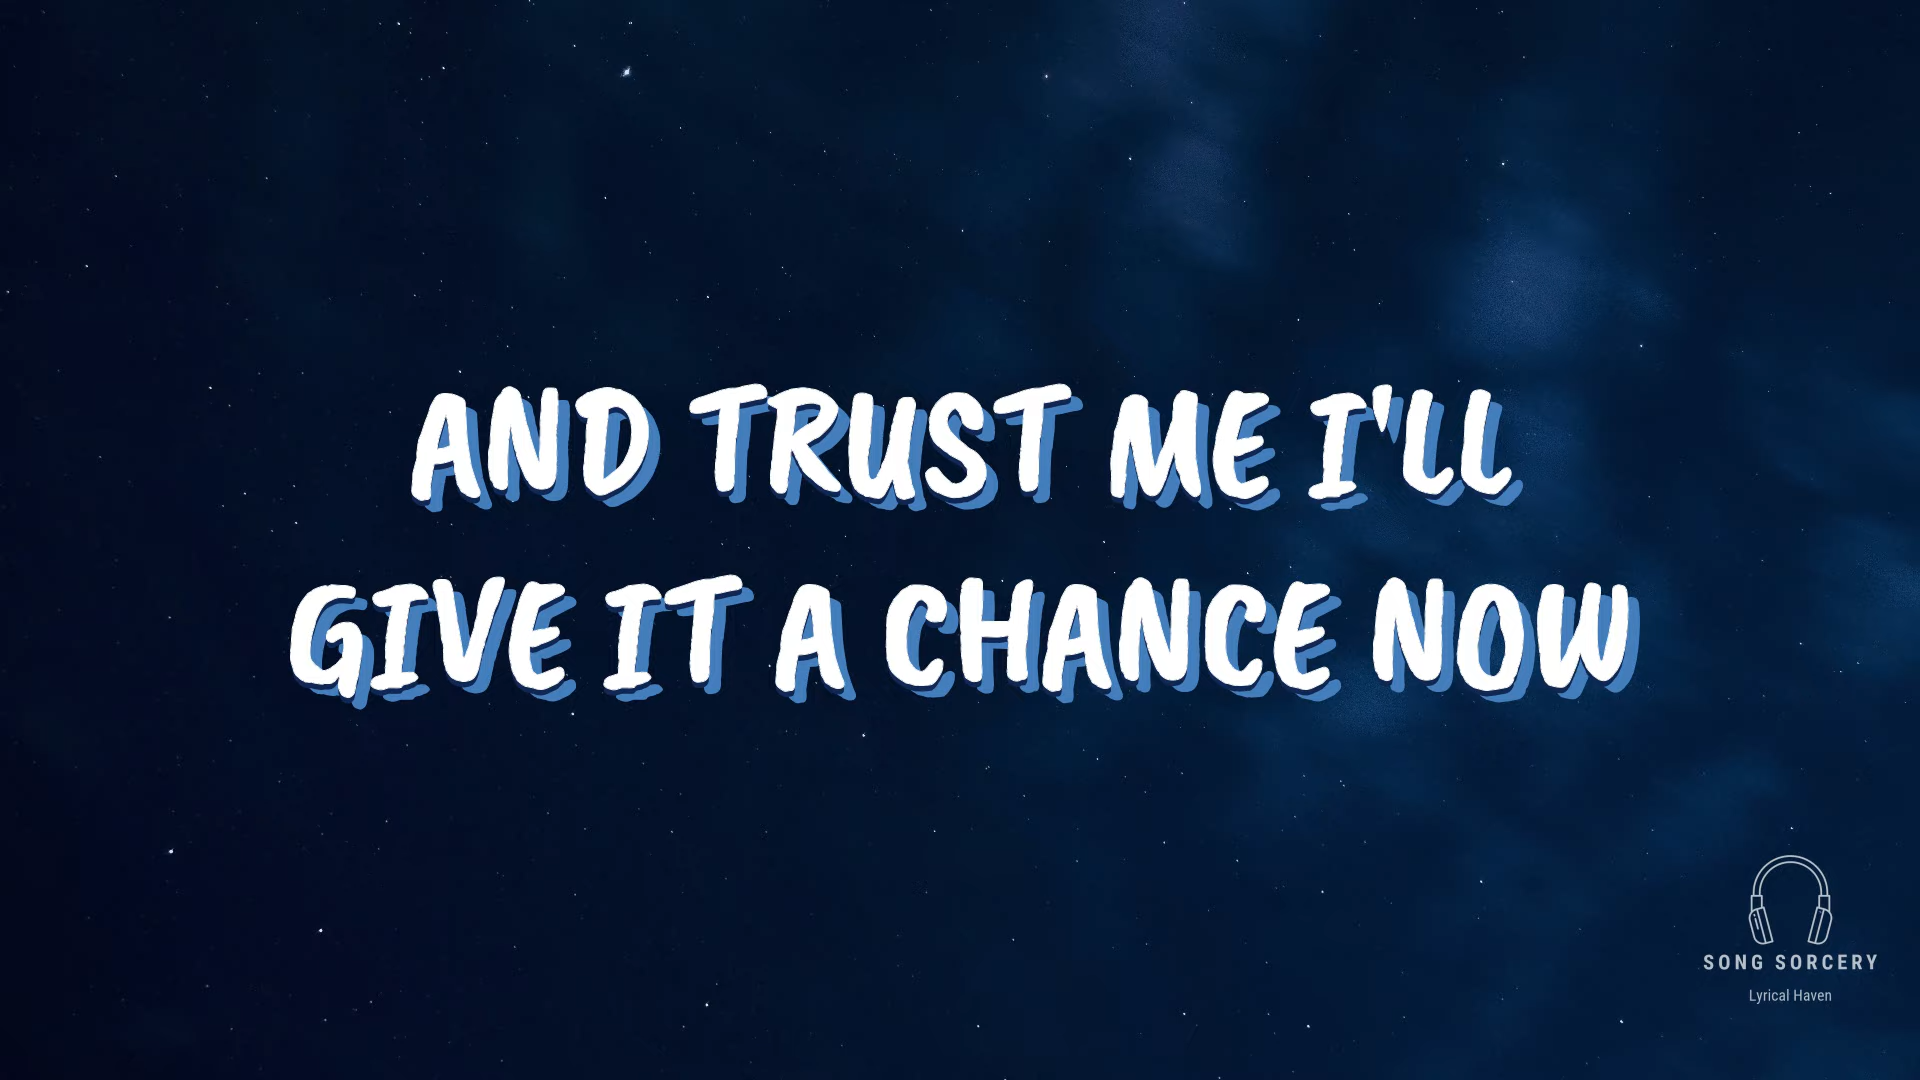 AND TRUST ME I'LL
GIVE IT A CHANCE NOW
SONG SORCERY
Lyrical Haven